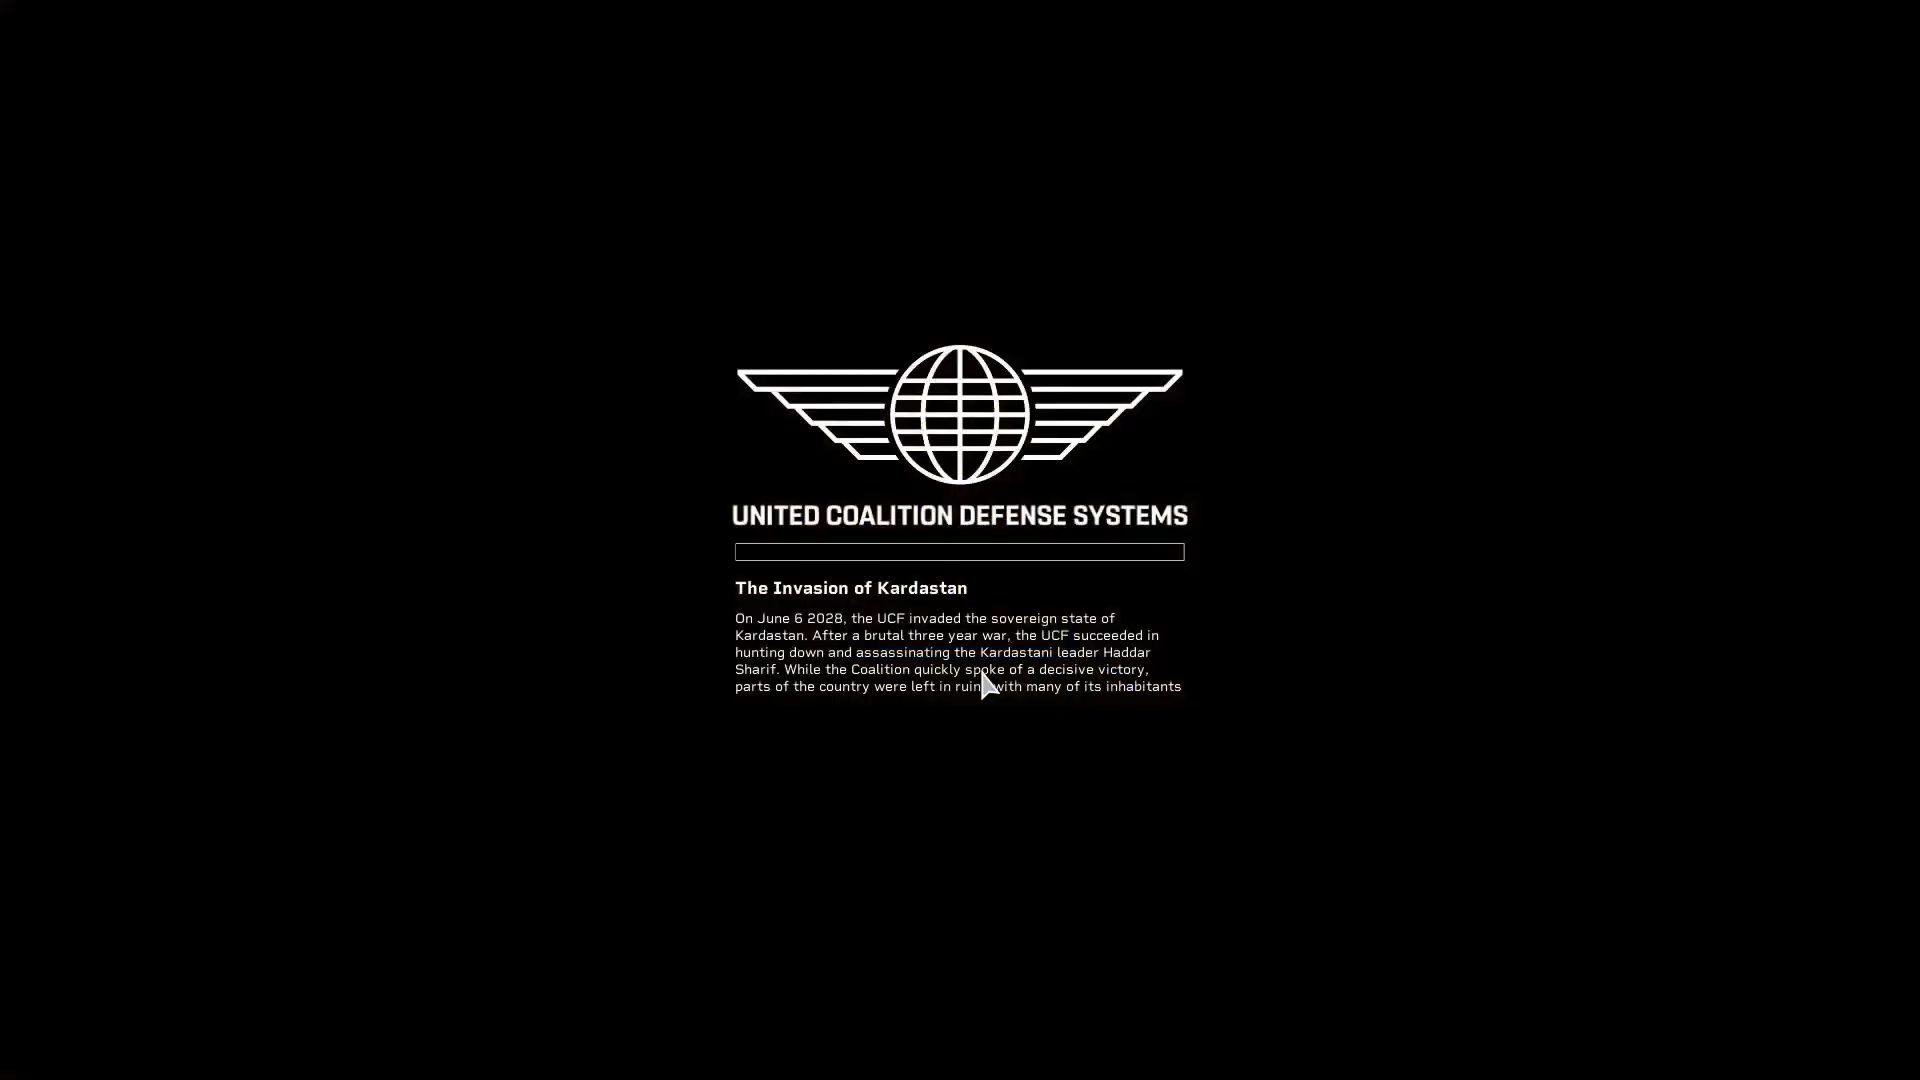 UNITED COALITION DEFENSE SYSTEMS
The Invasion of Kardastan
On June 6 2028, the UCF invaded the sovereign state of
Kardastan. After a brutal three year war, the UCF succeeded in
hunting down and assassinating the Kardastani leader Haddar
Sharif. While the Coalition quickly spoke of a decisive victory,
parts of the country were left in ruin with many of its inhabitants